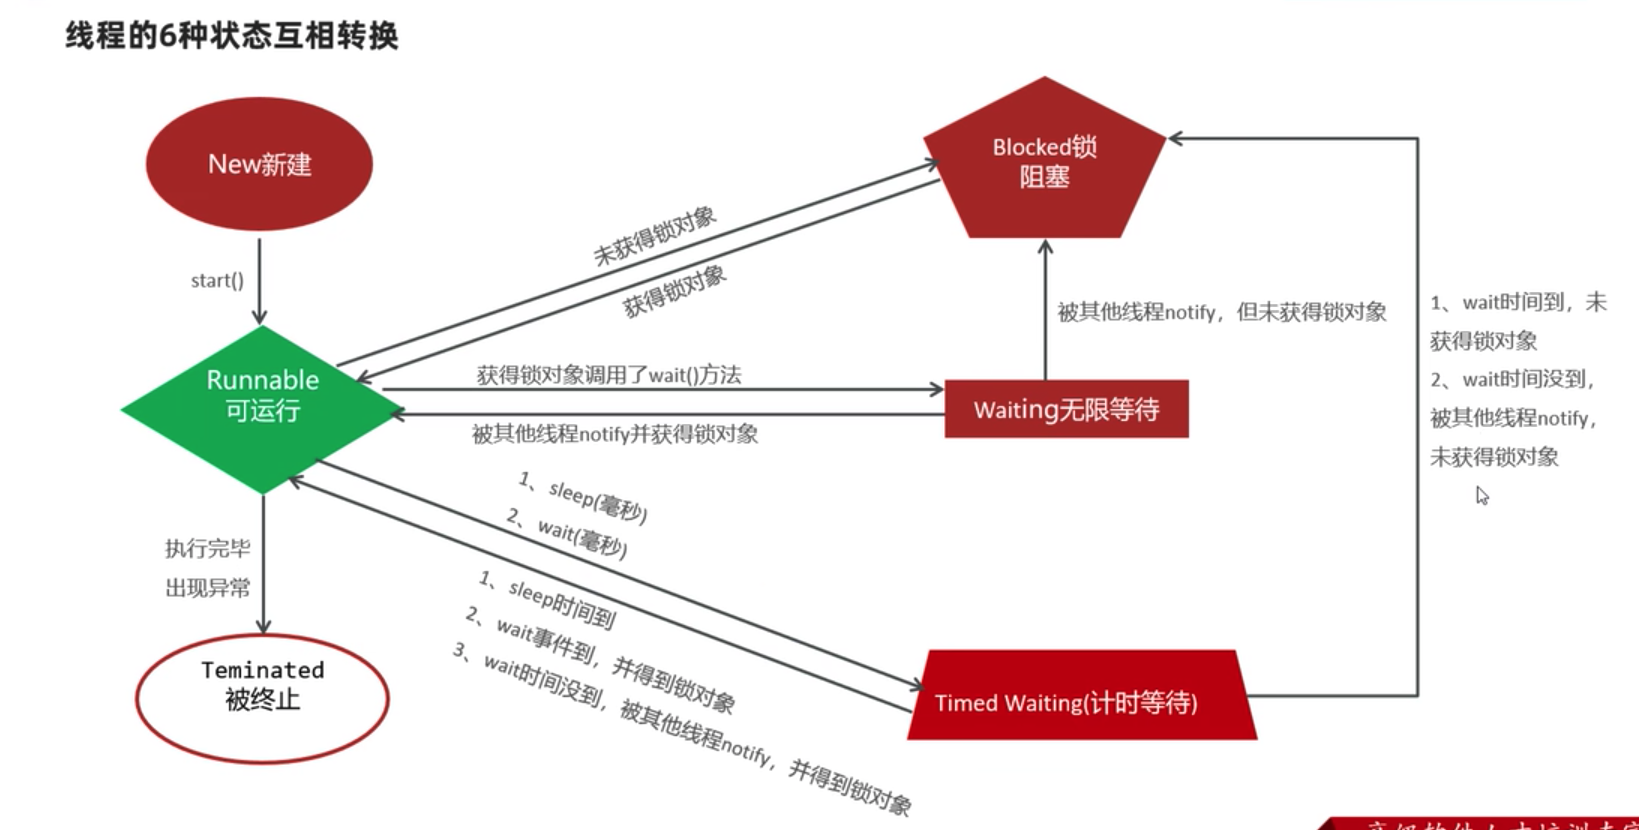 线程的6种状态互相转换
New新建
start()
Runnable
可运行
执行完毕
出现异常
Teminated
被终止
未获得锁对象
获得锁对象
Blocked锁
阻塞
获得锁对象调用了wait()方法
被其他线程notify并获得锁对象
Waiting无限等待
被其他线程notify，但未获得锁对象
1、sleep(毫秒)
2、wait(毫秒)
1、sleep时间到
2、wait事件到，并得到锁对象
3、wait时间没到，被其他线程notify，并得到锁对象
Timed Waiting(计时等待)
1、wait时间到，未
获得锁对象
2、wait时间没到，
被其他线程notify，
未获得锁对象